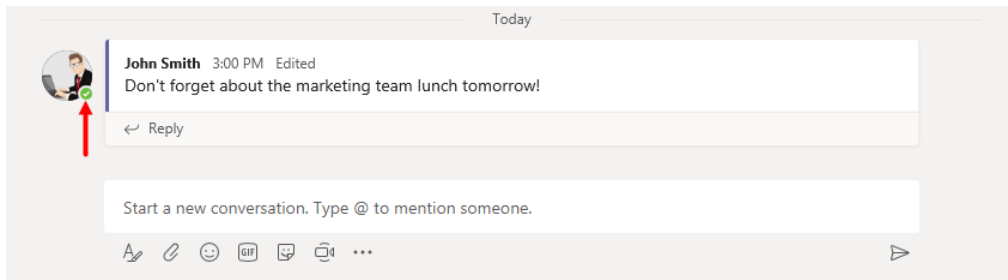 Today
John Smith 3:00 PM Edited
Don't forget about the marketing team lunch tomorrow!
Reply
Start a new conversation. Type @ to mention someone.
GIF